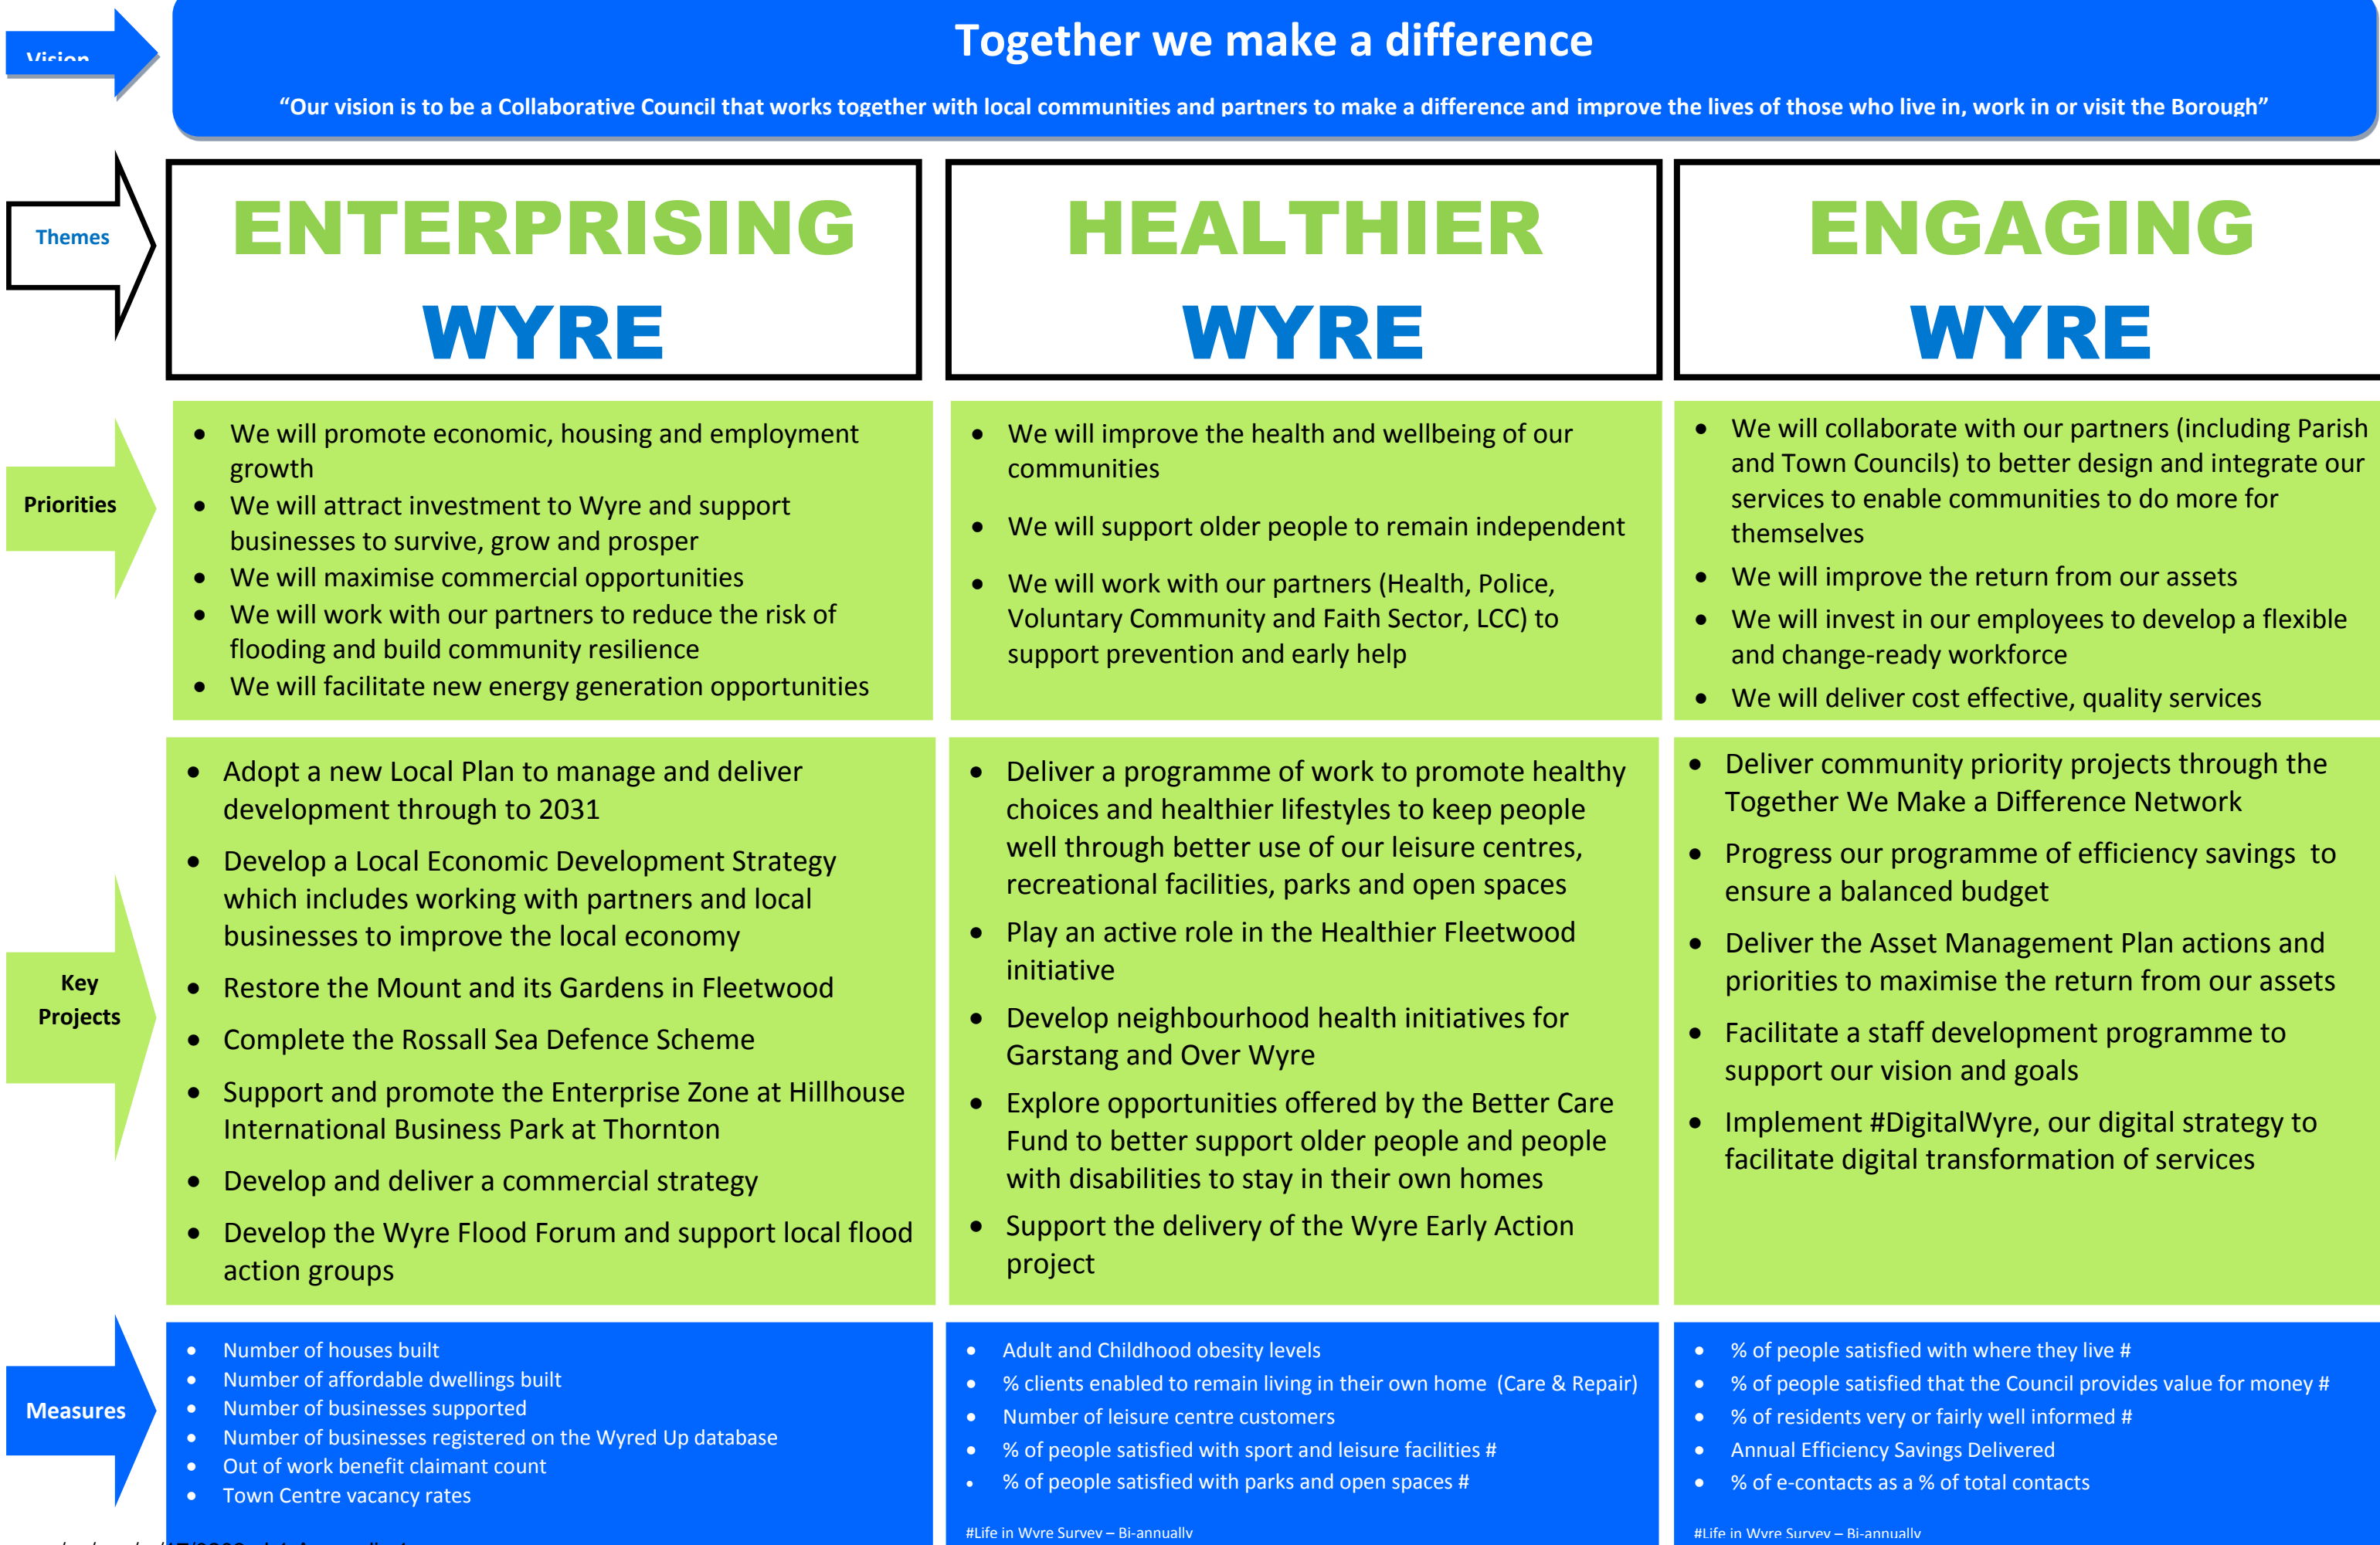 Vision
Together we make a difference
“Our vision is to be a Collaborative Council that works together with local communities and partners to make a difference and improve the lives of those who live in, work in or visit the Borough”
Themes
ENTERPRISING
WYRE
HEALTHIER
WYRE
ENGAGING
WYRE
Priorities
• We will promote economic, housing and employment
growth
• We will attract investment to Wyre and support
businesses to survive, grow and prosper
• We will maximise commercial opportunities
• We will work with our partners to reduce the risk of
flooding and build community resilience
• We will facilitate new energy generation opportunities
• We will improve the health and wellbeing of our
communities
• We will support older people to remain independent
• We will work with our partners (Health, Police,
Voluntary Community and Faith Sector, LCC) to
support prevention and early help
• We will collaborate with our partners (including Parish
and Town Councils) to better design and integrate our
services to enable communities to do more for
themselves
• We will improve the return from our assets
• We will invest in our employees to develop a flexible
and change-ready workforce
• We will deliver cost effective, quality services
Key
Projects
• Adopt a new Local Plan to manage and deliver
development through to 2031
• Develop a Local Economic Development Strategy
which includes working with partners and local
businesses to improve the local economy
• Restore the Mount and its Gardens in Fleetwood
• Complete the Rossall Sea Defence Scheme
• Support and promote the Enterprise Zone at Hillhouse
International Business Park at Thornton
• Develop and deliver a commercial strategy
• Develop the Wyre Flood Forum and support local flood
action groups
• Deliver a programme of work to promote healthy
choices and healthier lifestyles to keep people
well through better use of our leisure centres,
recreational facilities, parks and open spaces
• Play an active role in the Healthier Fleetwood
initiative
• Develop neighbourhood health initiatives for
Garstang and Over Wyre
• Explore opportunities offered by the Better Care
Fund to better support older people and people
with disabilities to stay in their own homes
• Support the delivery of the Wyre Early Action
project
• Deliver community priority projects through the
Together We Make a Difference Network
• Progress our programme of efficiency savings to
ensure a balanced budget
• Deliver the Asset Management Plan actions and
priorities to maximise the return from our assets
• Facilitate a staff development programme to
support our vision and goals
• Implement #DigitalWyre, our digital strategy to
facilitate digital transformation of services
Measures
• Number of houses built
• Number of affordable dwellings built
• Number of businesses supported
• Number of businesses registered on the Wyred Up database
• Out of work benefit claimant count
• Town Centre vacancy rates
• Adult and Childhood obesity levels
• % clients enabled to remain living in their own home (Care & Repair)
• Number of leisure centre customers
• % of people satisfied with sport and leisure facilities #
• % of people satisfied with parks and open spaces #
#Life in Wyre Survey – Bi-annually
• % of people satisfied with where they live #
• % of people satisfied that the Council provides value for money #
• % of residents very or fairly well informed #
• Annual Efficiency Savings Delivered
• % of e-contacts as a % of total contacts
#Life in Wyre Survey – Bi-annually